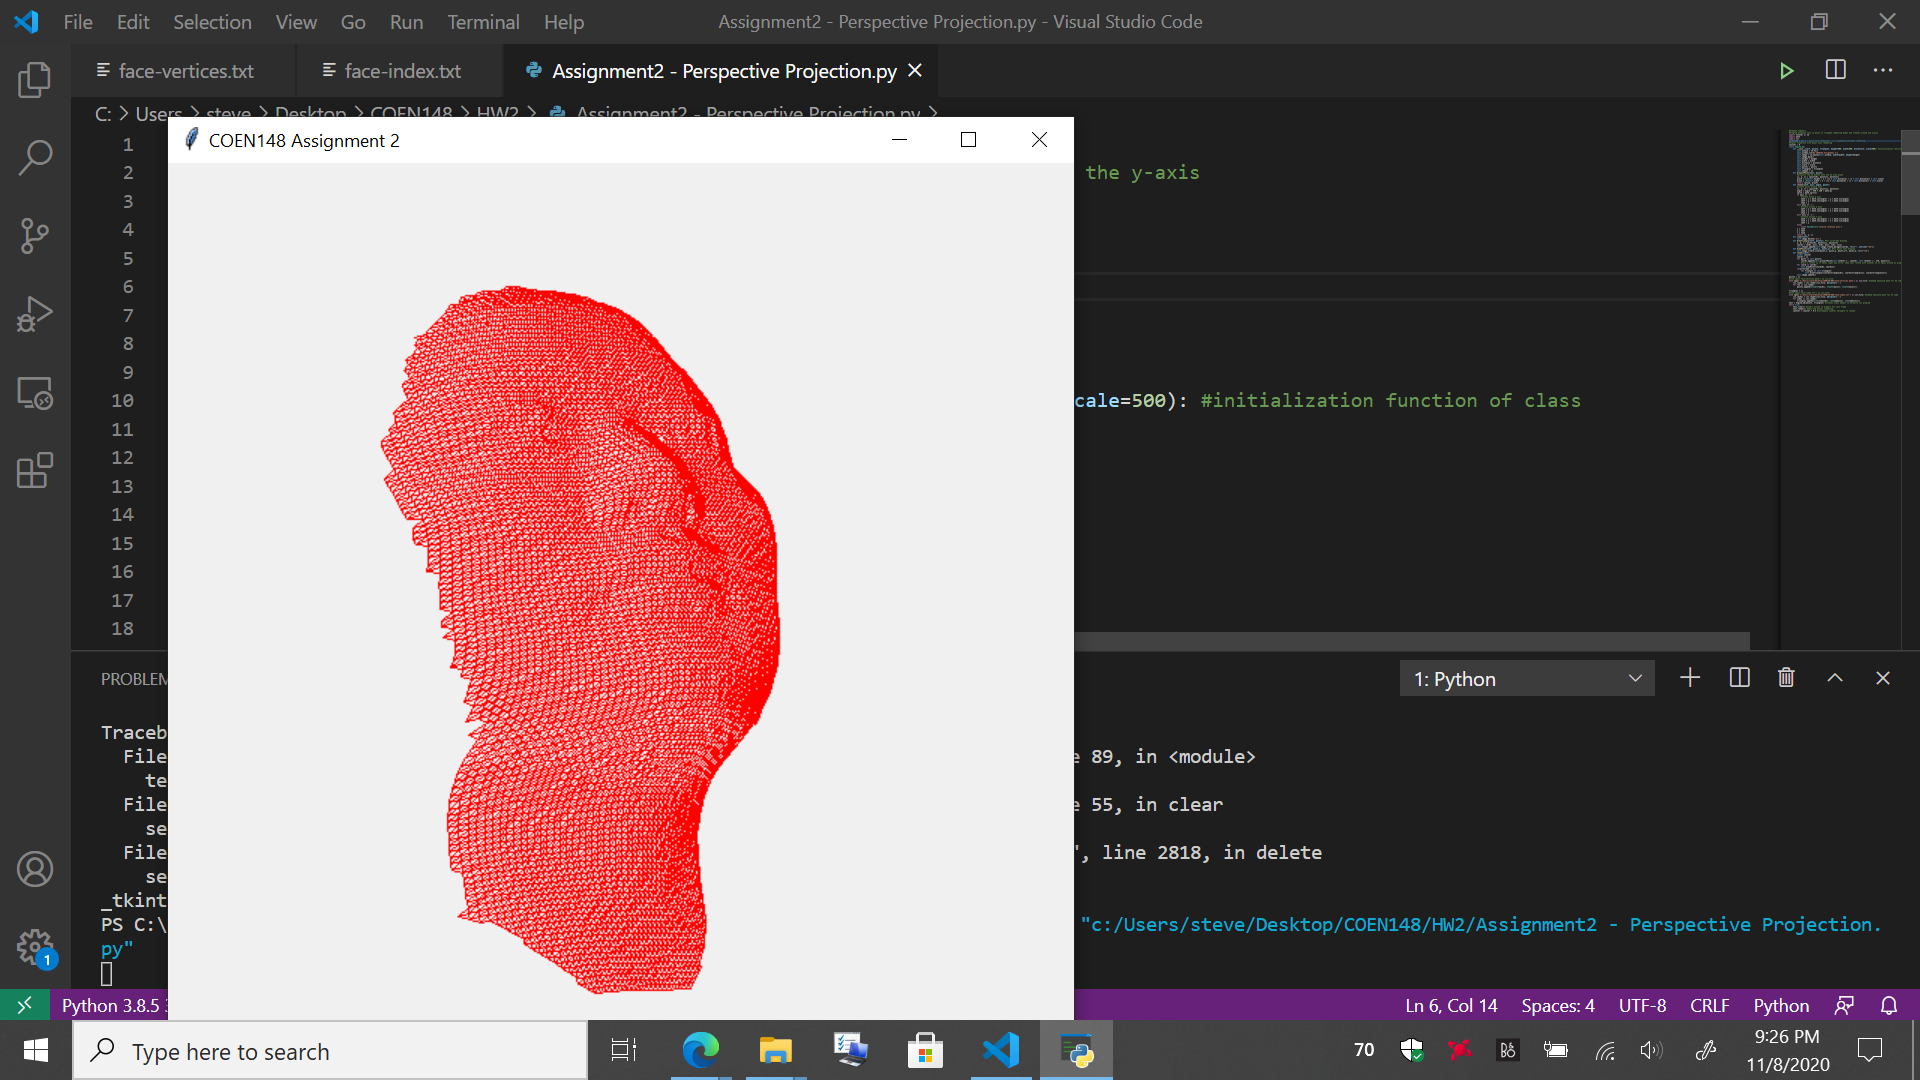 File Edit Selection View Go Run Terminal Help
Assignment2 - Perspective Projection.py - Visual Studio Code
face-vertices.txt face-index.txt Assignment2 - Perspective Projection.py
C: > Users > steve > Desktop > COEN148 > HW2 > Assignment2 - Perspective Projection.py >
COEN148 Assignment 2
1
2 the y-axis
3
4
5
6
7
8
9
10 cale=500): #initialization function of class
11
12
13
14
15
16
17
18
PROBLEM
1: Python
Traceb
File 89, in <module>
te
File 55, in clear
se
File ", line 2818, in delete
se
_tkint
PS C:\ "c:/Users/steve/Desktop/COEN148/HW2/Assignment2 - Perspective Projection.
py"
1
Python 3.8.5
Ln 6, Col 14 Spaces: 4 UTF-8 CRLF Python
Type here to search
70
9:26 PM
11/8/2020